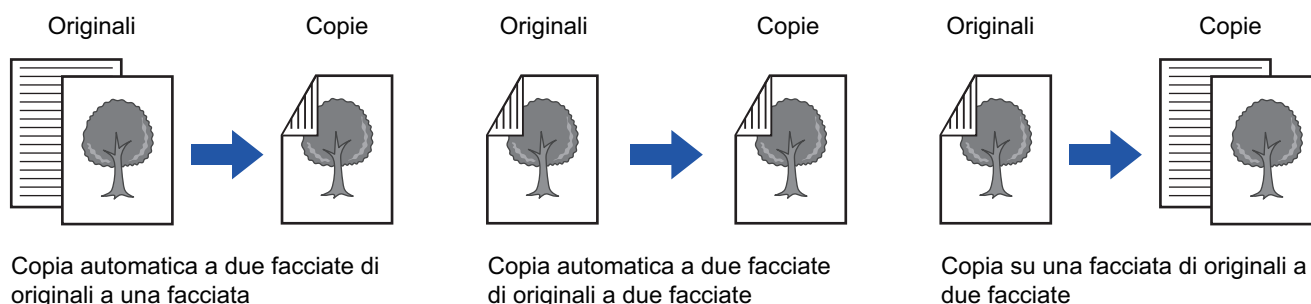 Originali
Copie
Originali
Copie
Originali
Copie
Copia automatica a due facciate di
originali a una facciata
Copia automatica a due facciate
di originali a due facciate
Copia su una facciata di originali a
due facciate